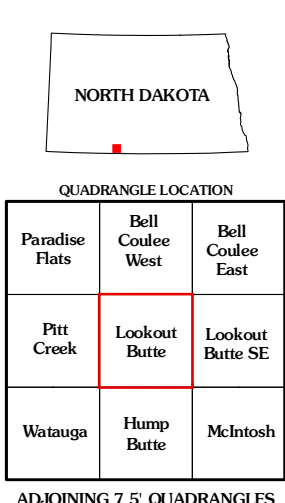 NORTH DAKOTA
QUADRANGLE LOCATION
Paradise
Flats
Bell
Coulee
West
Bell
Coulee
East
Pitt
Creek
Lookout
Butte
Lookout
Butte SE
Watauga
Hump
Butte
McIntosh
ADJOINING 7.5' QUADRANGLES